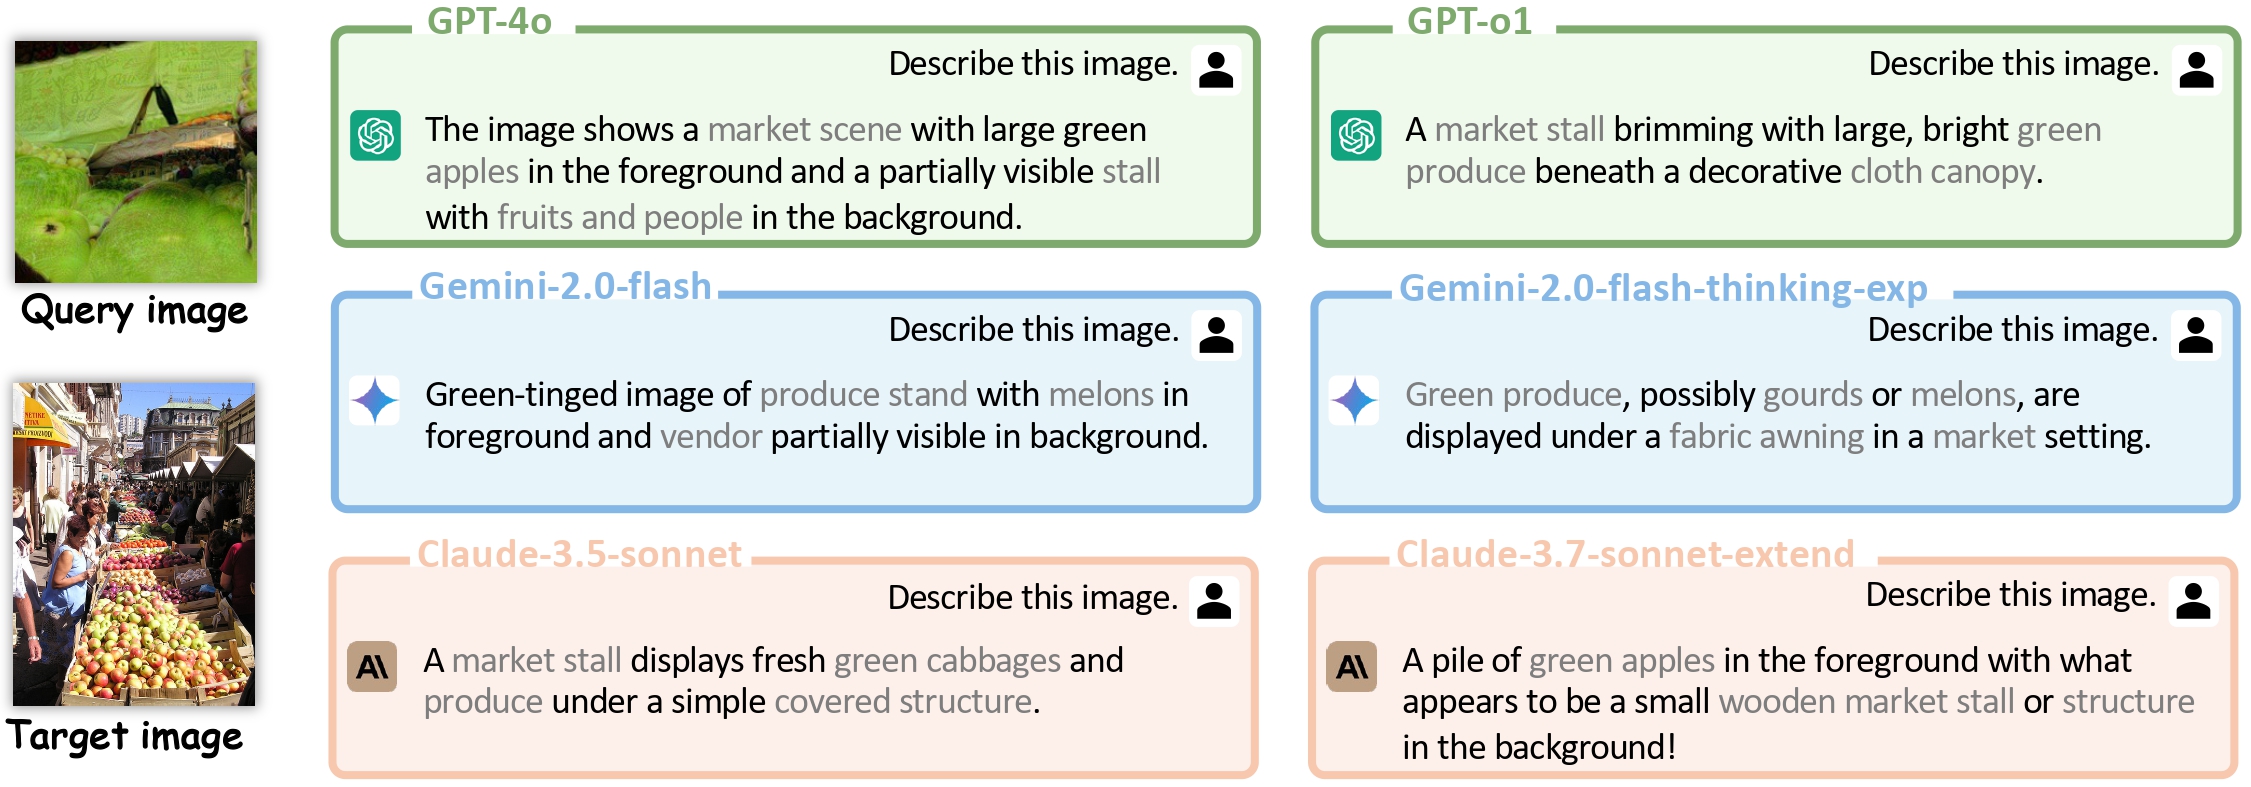 GPT-4o
Describe this image.
The image shows a market scene with large green
apples in the foreground and a partially visible stall
with fruits and people in the background.
GPT-o1
Describe this image.
A market stall brimming with large, bright green
produce beneath a decorative cloth canopy.
Query image
Gemini-2.0-flash
Describe this image.
Green-tinged image of produce stand with melons in
foreground and vendor partially visible in background.
Gemini-2.0-flash-thinking-exp
Describe this image.
Green produce, possibly gourds or melons, are
displayed under a fabric awning in a market setting.
Target image
Claude-3.5-sonnet
Describe this image.
A market stall displays fresh green cabbages and
produce under a simple covered structure.
Claude-3.7-sonnet-extend
Describe this image.
A pile of green apples in the foreground with what
appears to be a small wooden market stall or structure
in the background!